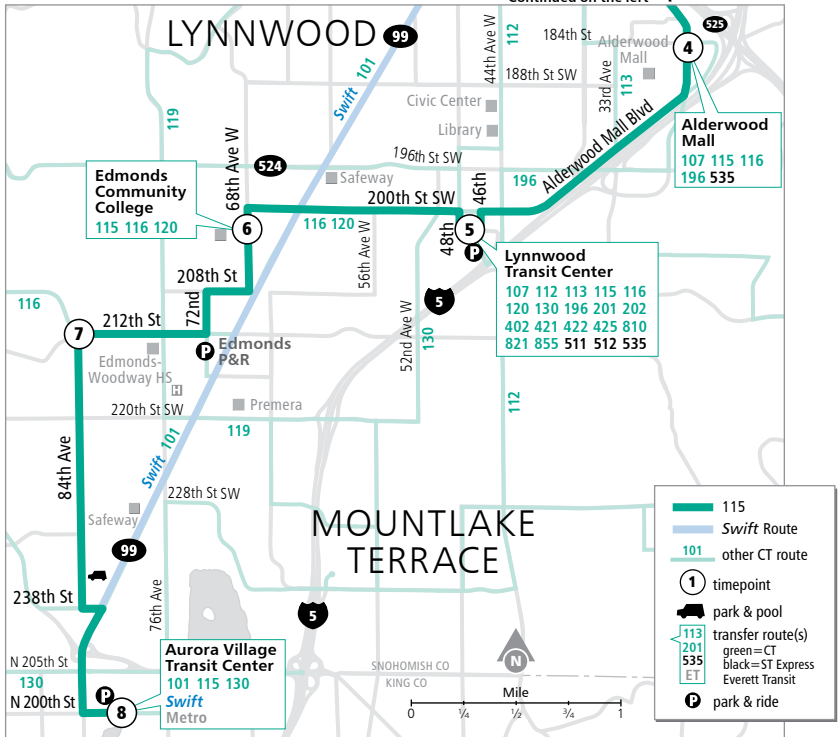 Continued on the left
LYNNWOOD
99
Swift 101
119
44th Ave W
112
184th St
525
4
Alderwood
Mall
188th St SW
33rd Ave
113
Civic Center
Library
Alderwood Mall Blvd
Alderwood
Mall
107 115 116
196 535
68th Ave W
524
196th St SW
Safeway
196
46th
Edmonds
Community
College
115 116 120
6
200th St SW
116 120
56th Ave W
48th
5
P
Lynnwood
Transit Center
107 112 113 115 116
120 130 196 201 202
402 421 422 425 810
821 855 511 512 535
208th St
72nd
116
212th St
7
5
52nd Ave W
130
P
Edmonds
P&R
Edmonds-
Woodway HS
H
220th St SW
Premera
119
112
Swift 101
84th Ave
228th St SW
Safeway
99
MOUNTLAKE
TERRACE
238th St
76th Ave
5
N 205th St
130
N 200th St
P
8
Aurora Village
Transit Center
101 115 130
Swift
Metro
SNOHOMISH CO
KING CO
N
Mile
0 1/4 1/2 3/4 1
115
Swift Route
101 other CT route
1 timepoint
park & pool
113 transfer route(s)
201 green=CT
535 black=ST Express
ET Everett Transit
P park & ride